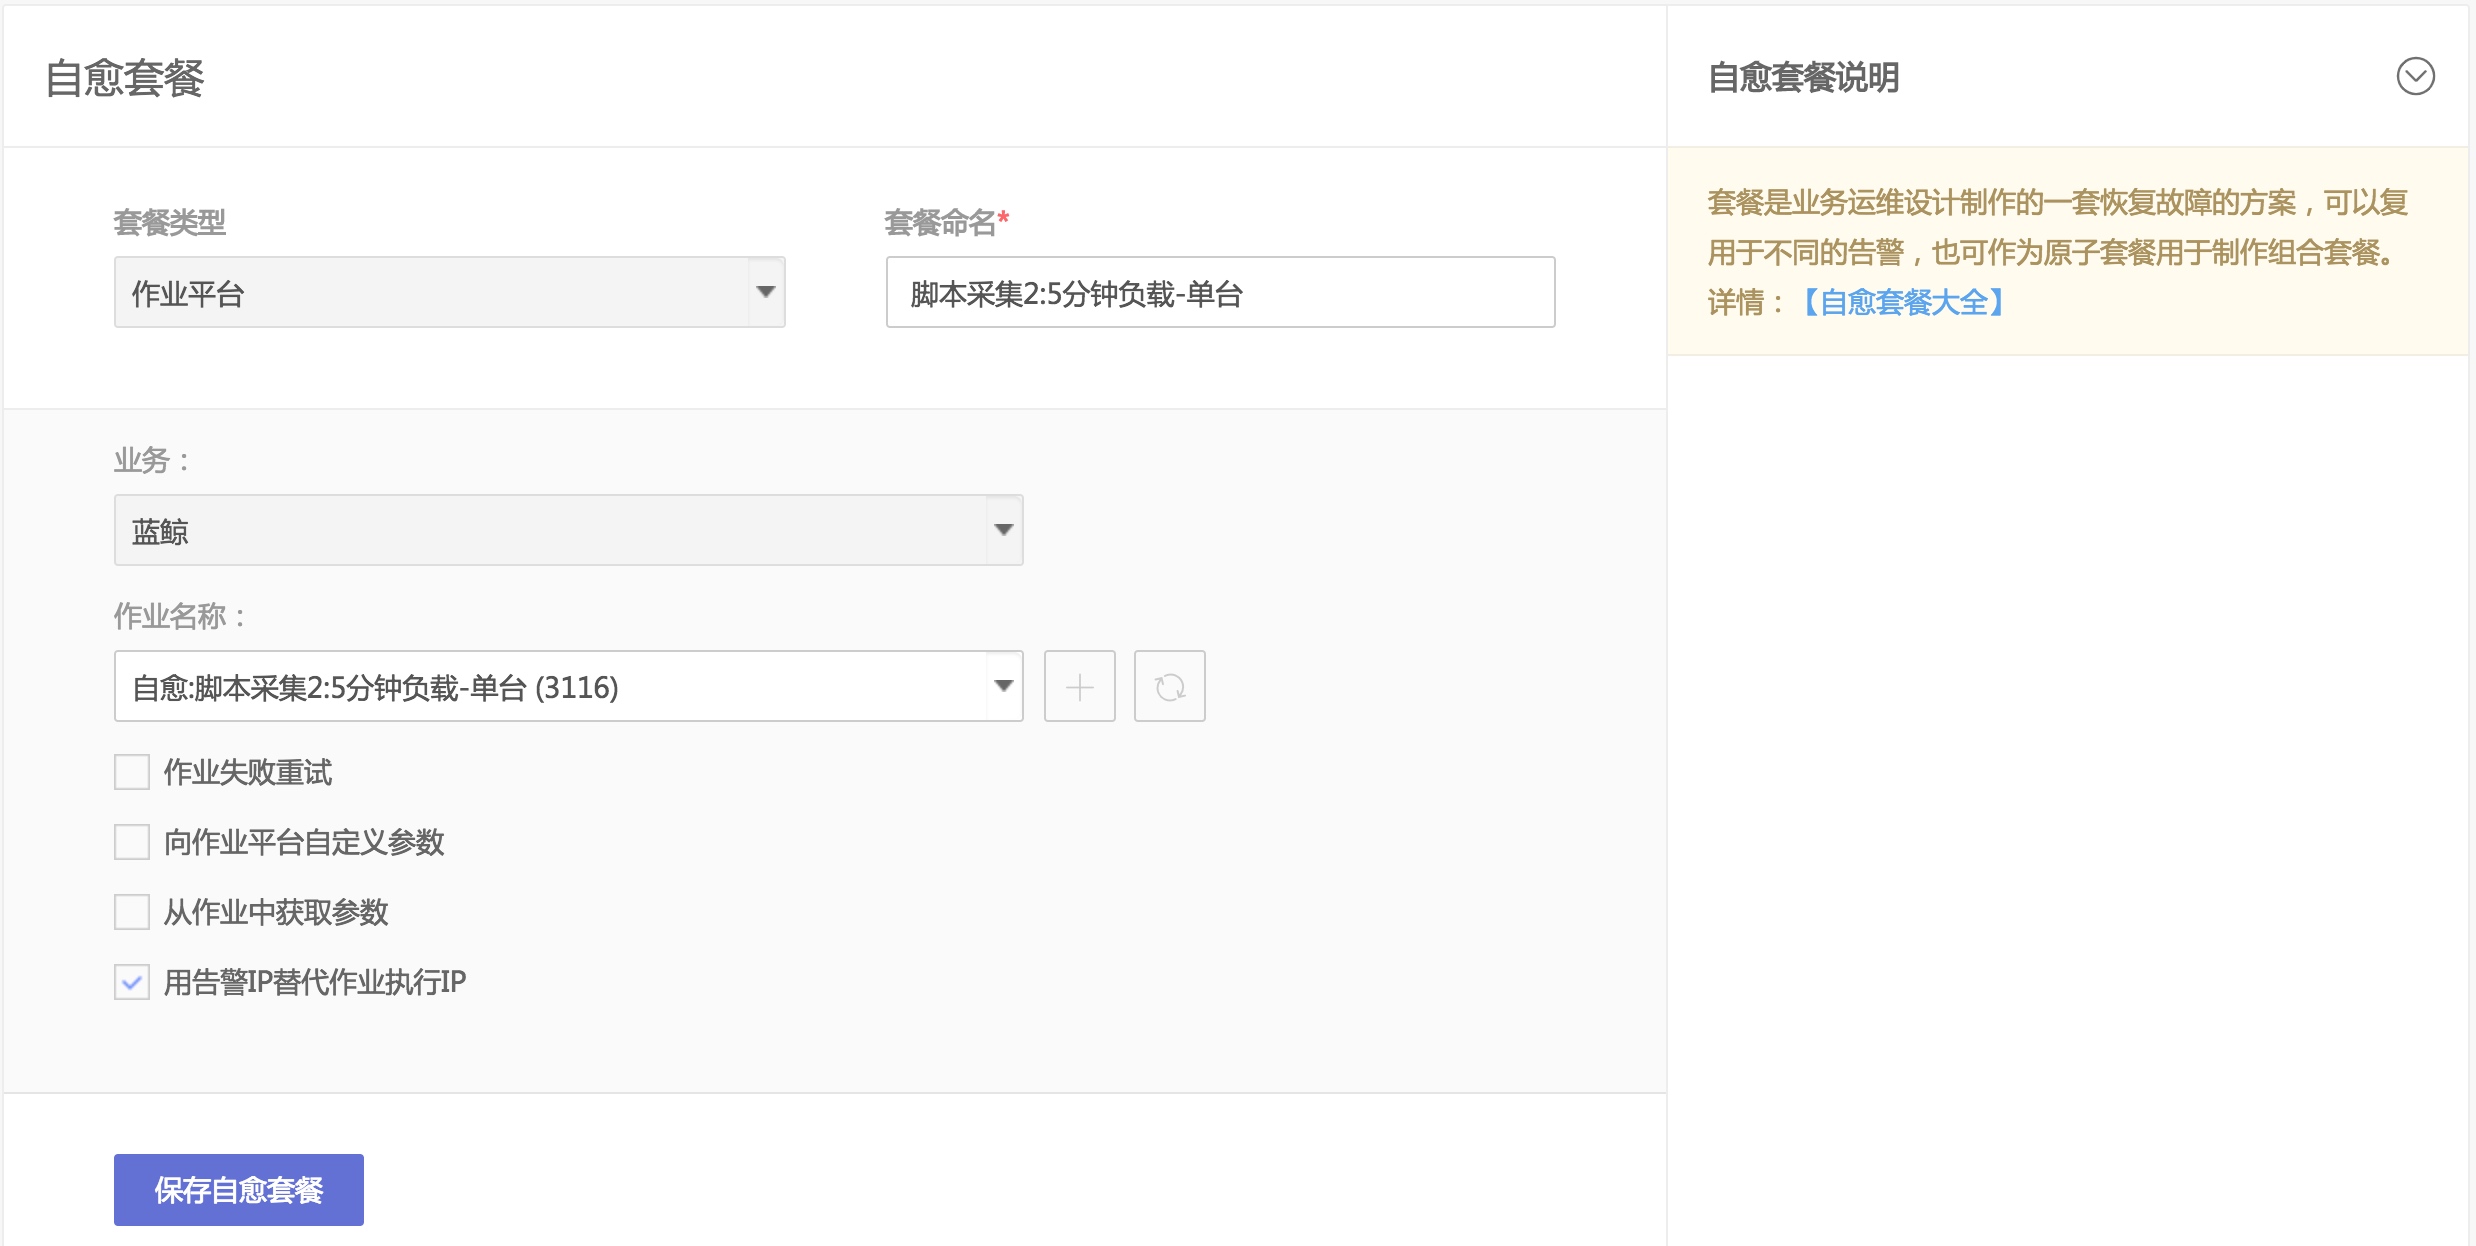 自愈套餐
套餐类型
作业平台
套餐命名*
脚本采集2:5分钟负载-单台
业务：
蓝鲸
作业名称：
自愈:脚本采集2:5分钟负载-单台 (3116)
作业失败重试
向作业平台自定义参数
从作业中获取参数
用告警IP替代作业执行IP
保存自愈套餐
自愈套餐说明
套餐是业务运维设计制作的一套恢复故障的方案，可以复
用于不同的告警，也可作为原子套餐用于制作组合套餐。
详情：【自愈套餐大全】